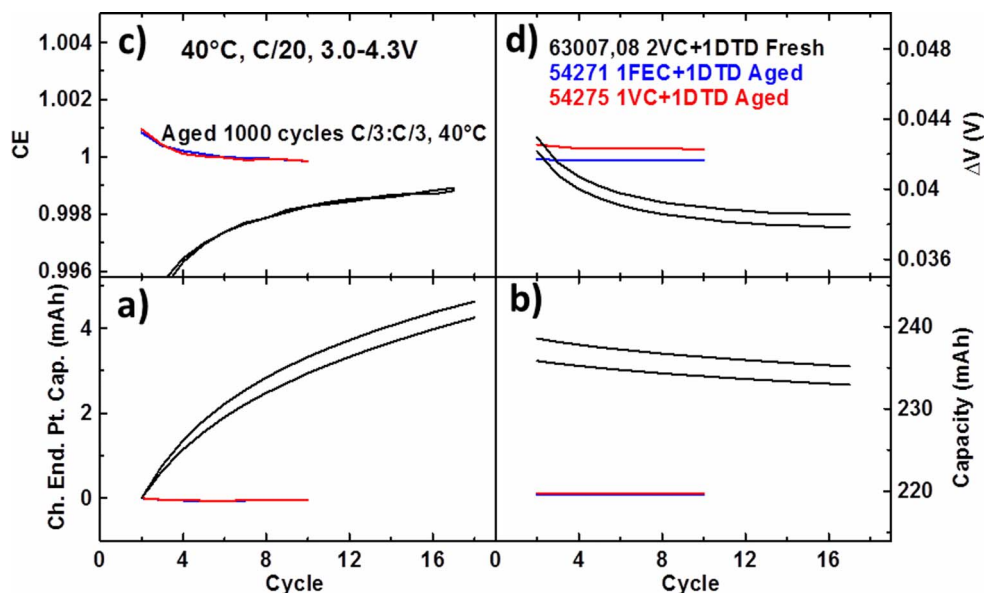 c)
40°C, C/20, 3.0-4.3V
Aged 1000 cycles C/3:C/3, 40°C
CE
1.004
1.002
1
0.998
0.996
d)
63007,08 2VC+1DTD Fresh
54271 1FEC+1DTD Aged
54275 1VC+1DTD Aged
0.048
0.044
0.04
0.036
ΔV (V)
a)
Ch. End. Pt. Cap. (mAh)
4
2
0
0
4
8
12
16
Cycle
b)
240
230
220
Capacity (mAh)
0
4
8
12
16
Cycle